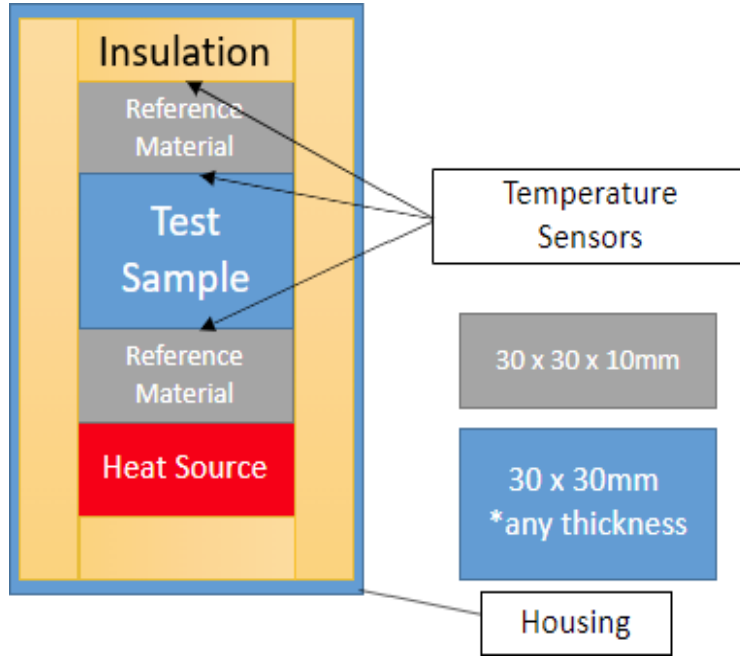 Insulation
Reference
Material
Test
Sample
Reference
Material
Heat Source
Temperature
Sensors
30 x 30 x 10mm
30 x 30mm
*any thickness
Housing